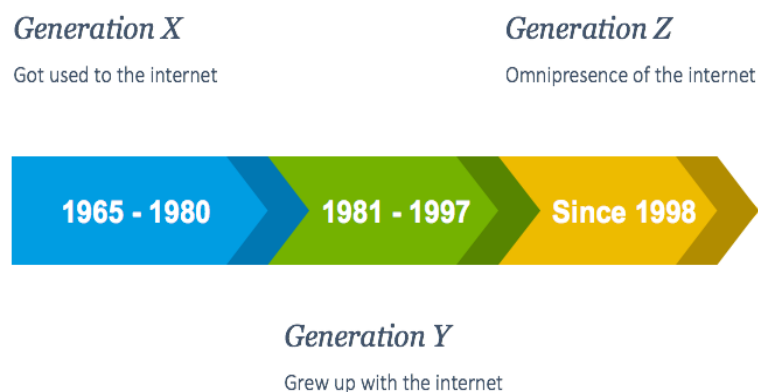 Generation X
Got used to the internet
Generation Z
Omnipresence of the internet
1965 - 1980
1981 - 1997
Since 1998
Generation Y
Grew up with the internet